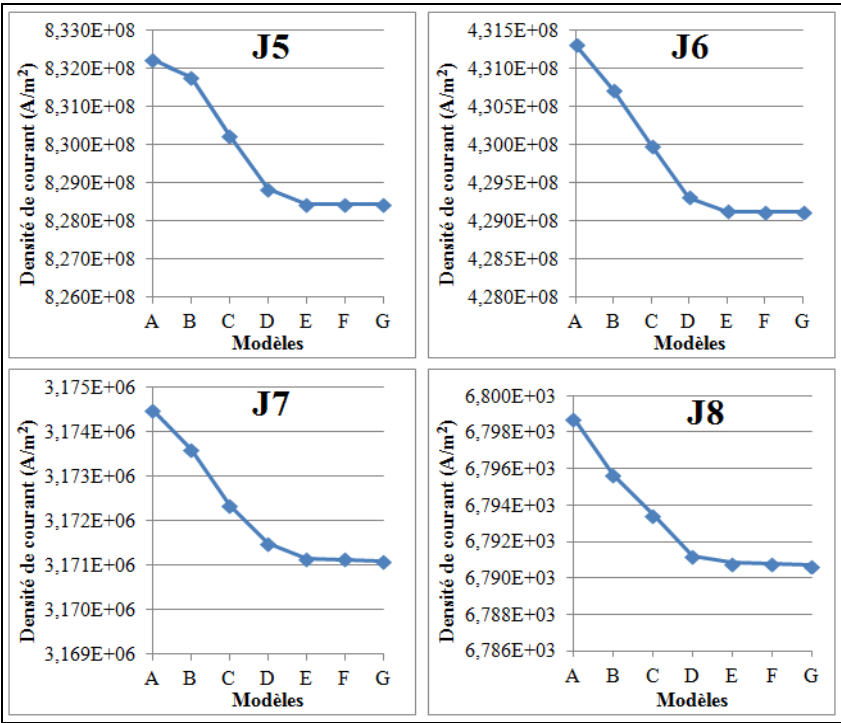 J5
Densité de courant (A/m²)
8,330E+08
8,320E+08
8,310E+08
8,300E+08
8,290E+08
8,280E+08
8,270E+08
8,260E+08
A B C D E F G
Modèles
J6
Densité de courant (A/m²)
4,315E+08
4,310E+08
4,305E+08
4,300E+08
4,295E+08
4,290E+08
4,285E+08
4,280E+08
A B C D E F G
Modèles
J7
Densité de courant (A/m²)
3,175E+06
3,174E+06
3,173E+06
3,172E+06
3,171E+06
3,170E+06
3,169E+06
A B C D E F G
Modèles
J8
Densité de courant (A/m²)
6,800E+03
6,798E+03
6,796E+03
6,794E+03
6,792E+03
6,790E+03
6,788E+03
6,786E+03
A B C D E F G
Modèles